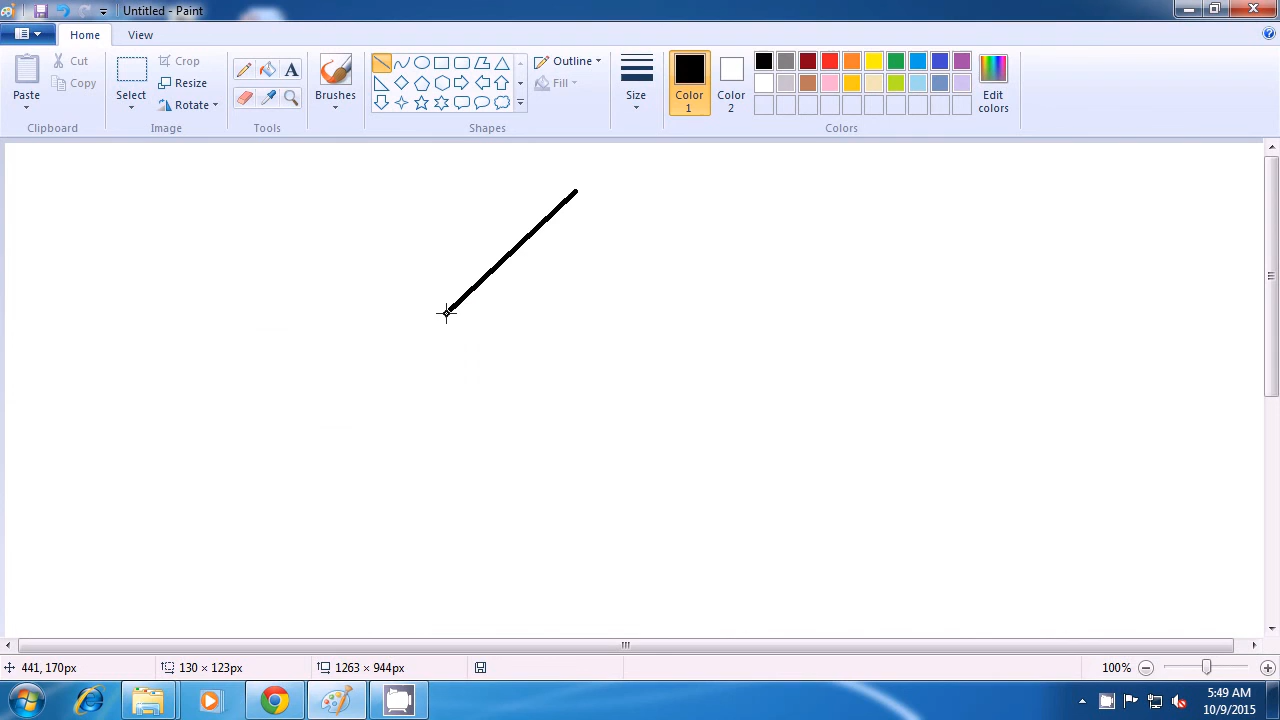 Untitled - Paint
Home
View
Paste
Cut
Copy
Clipboard
Select
Crop
Resize
Rotate
Image
A
Tools
Brushes
Shapes
Outline
Fill
Size
Color 1
Color 2
Edit colors
Colors
441, 170px
130 × 123px
1263 × 944px
100%
5:49 AM
10/9/2015